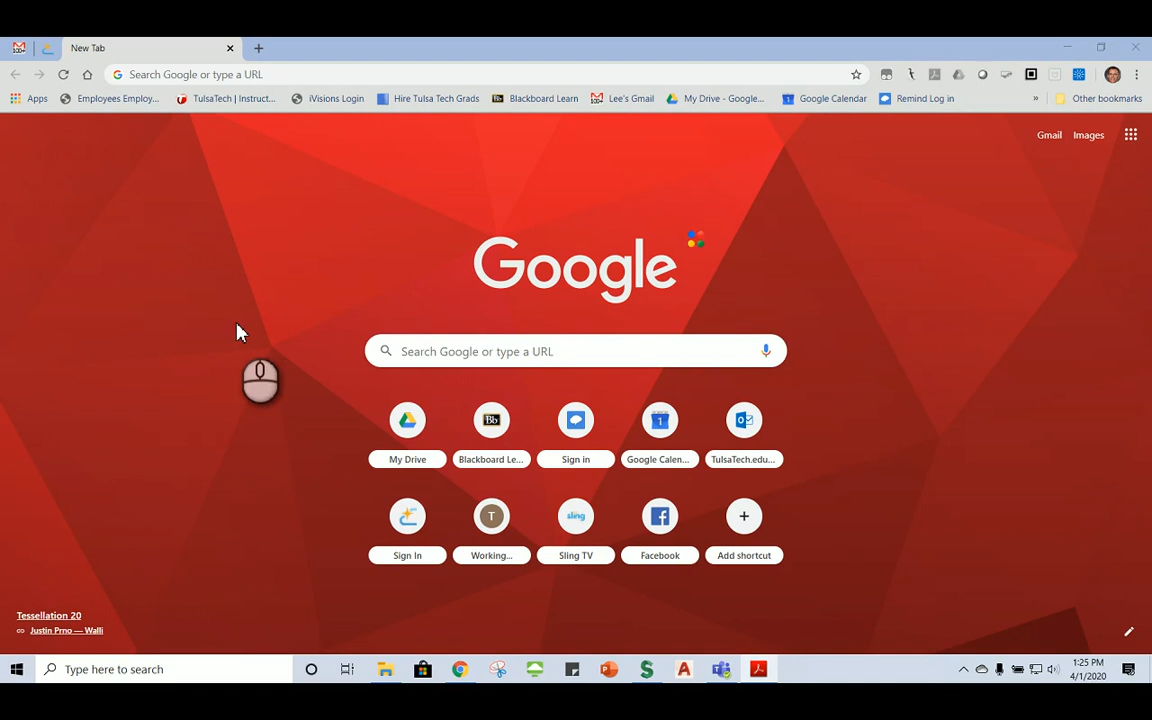 New Tab
Search Google or type a URL
Apps Employees Employ... TulsaTech | Instruct... iVisions Login Hire Tulsa Tech Grads Blackboard Learn Lee's Gmail My Drive - Google... Google Calendar Remind Log in » Other bookmarks
Gmail Images
Google
Search Google or type a URL
Bb
1
My Drive Blackboard Le... Sign in Google Calen... TulsaTech.edu...
T
sling
Sign In Working... Sling TV Facebook Add shortcut
Tessellation 20
Justin Prno — Walli
Type here to search
1:25 PM
4/1/2020